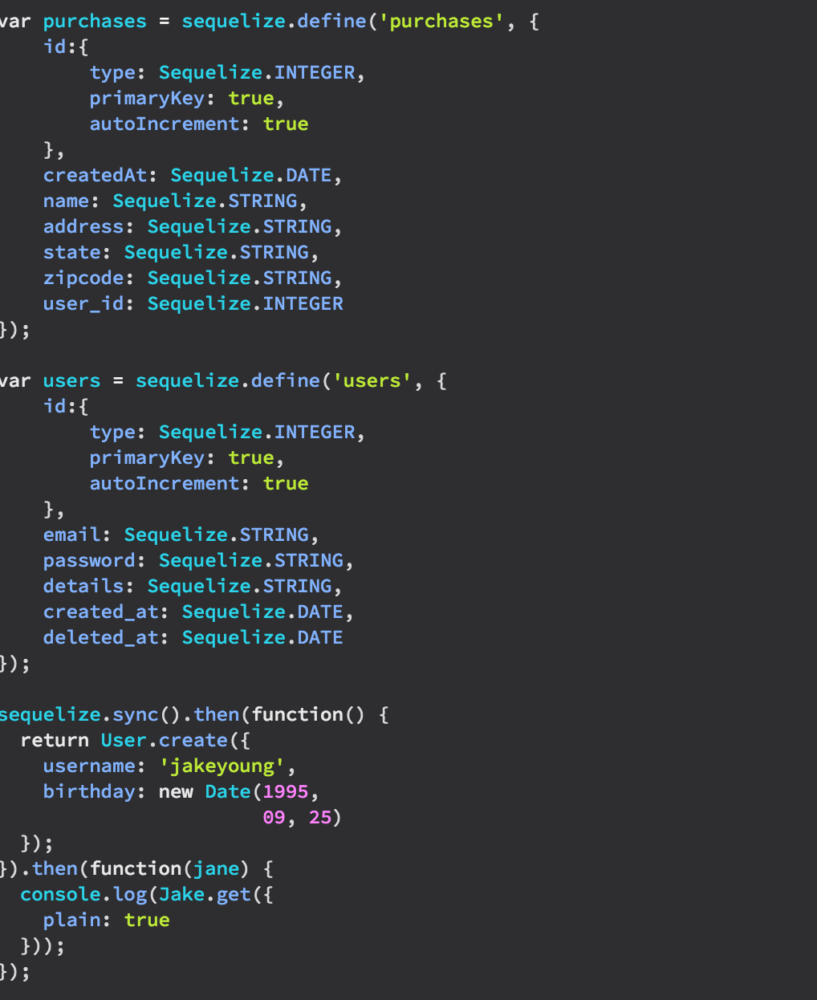 var purchases = sequelize.define('purchases', {
    id:{
        type: Sequelize.INTEGER,
        primaryKey: true,
        autoIncrement: true
    },
    createdAt: Sequelize.DATE,
    name: Sequelize.STRING,
    address: Sequelize.STRING,
    state: Sequelize.STRING,
    zipcode: Sequelize.STRING,
    user_id: Sequelize.INTEGER
});

var users = sequelize.define('users', {
    id:{
        type: Sequelize.INTEGER,
        primaryKey: true,
        autoIncrement: true
    },
    email: Sequelize.STRING,
    password: Sequelize.STRING,
    details: Sequelize.STRING,
    created_at: Sequelize.DATE,
    deleted_at: Sequelize.DATE
});

sequelize.sync().then(function() {
  return User.create({
    username: 'jakeyoung',
    birthday: new Date(1995,
                       09, 25)
  });
}).then(function(jane) {
  console.log(Jake.get({
    plain: true
  }));
});